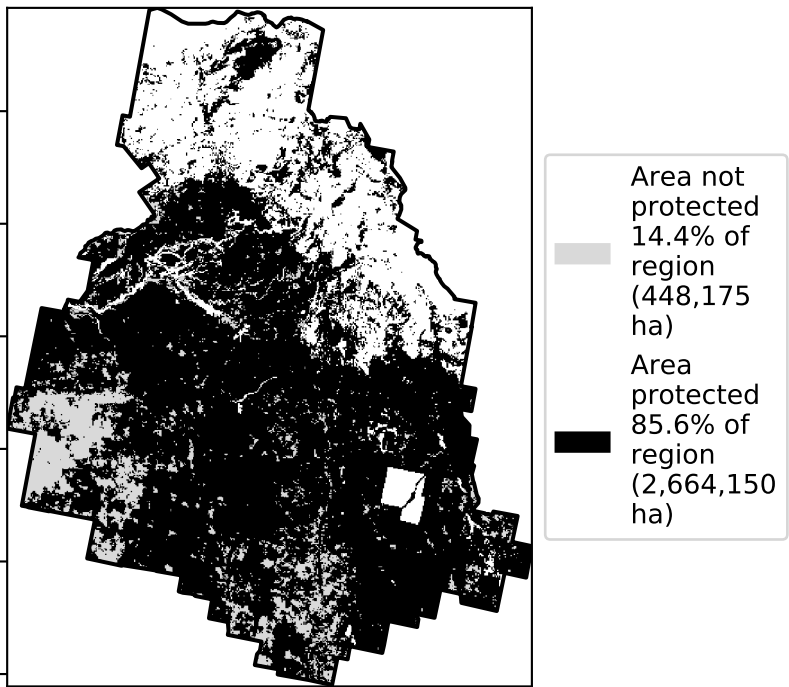 Area not
protected
14.4% of
region
(448,175
ha)
Area
protected
85.6% of
region
(2,664,150
ha)